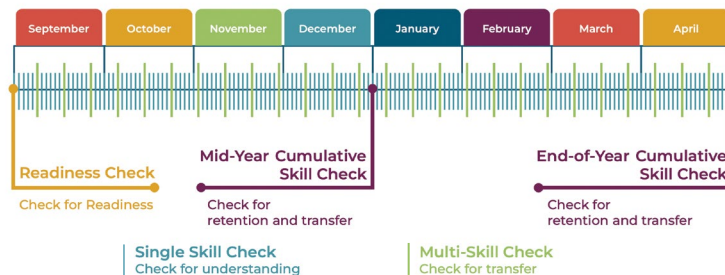 September October November December January February March April
Readiness Check
Check for Readiness
Mid-Year Cumulative
Skill Check
Check for
retention and transfer
End-of-Year Cumulative
Skill Check
Check for
retention and transfer
Single Skill Check
Check for understanding
Multi-Skill Check
Check for transfer